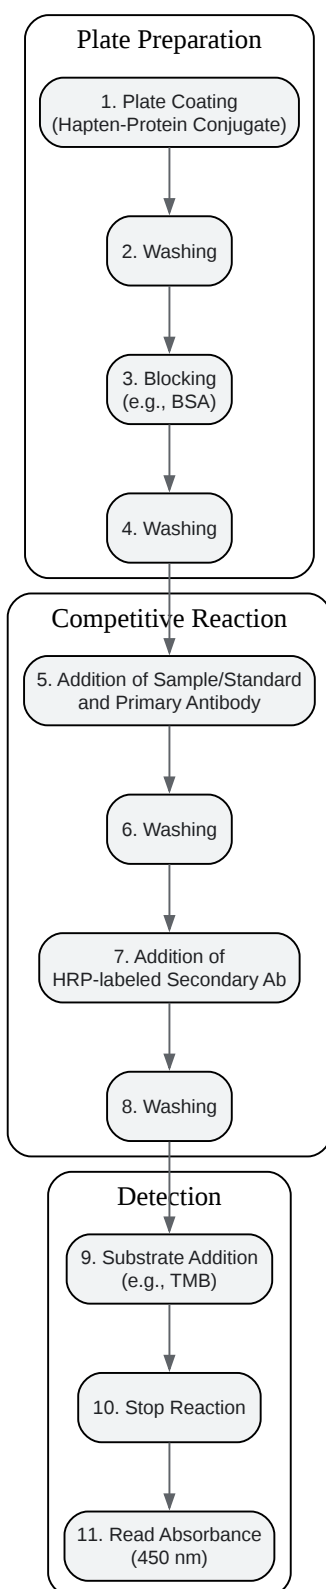 Plate Preparation
1. Plate Coating
(Hapten-Protein Conjugate)
2. Washing
3. Blocking
(e.g., BSA)
4. Washing
Competitive Reaction
5. Addition of Sample/Standard
and Primary Antibody
6. Washing
7. Addition of
HRP-labeled Secondary Ab
8. Washing
Detection
9. Substrate Addition
(e.g., TMB)
10. Stop Reaction
11. Read Absorbance
(450 nm)